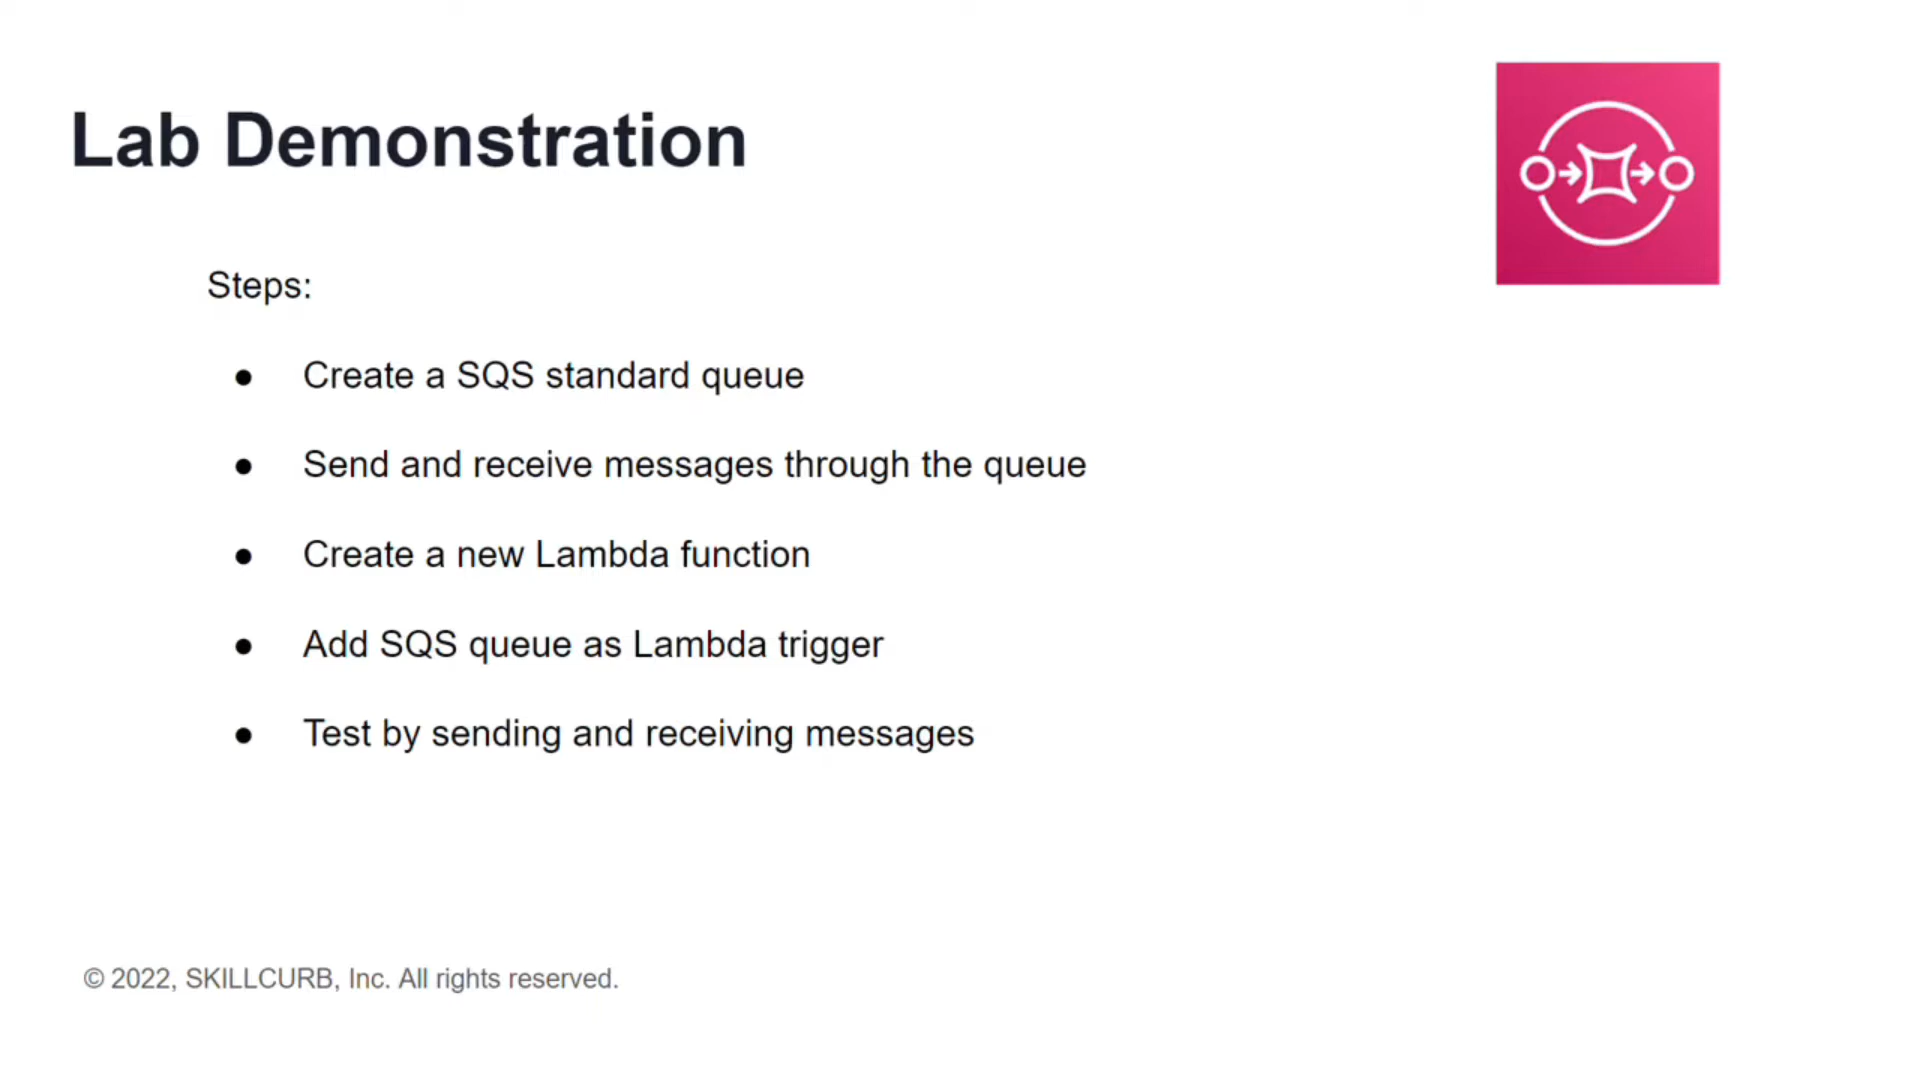 Lab Demonstration
Steps:
● Create a SQS standard queue
● Send and receive messages through the queue
● Create a new Lambda function
● Add SQS queue as Lambda trigger
● Test by sending and receiving messages
© 2022, SKILLCURB, Inc. All rights reserved.